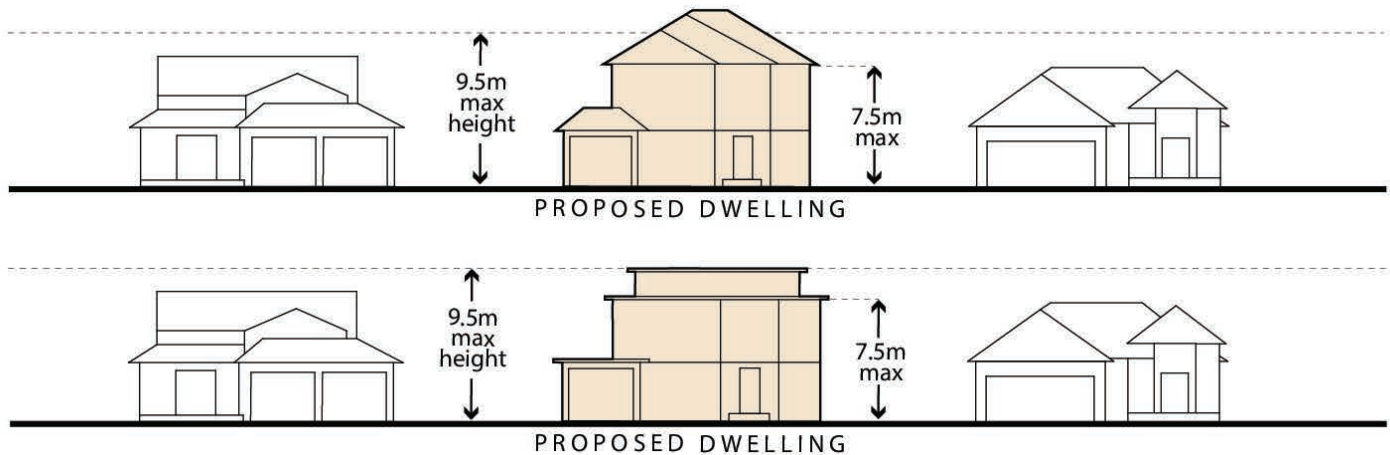 9.5m
max
height
7.5m
max
PROPOSED DWELLING
9.5m
max
height
7.5m
max
PROPOSED DWELLING